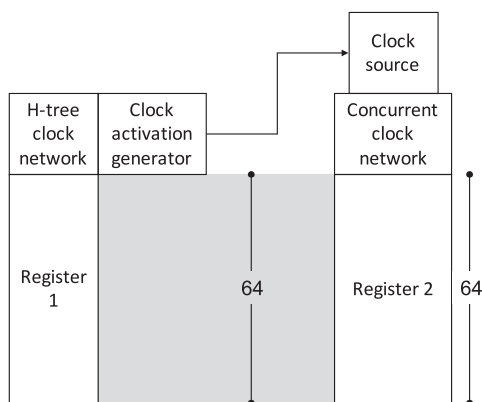 Clock
source
H-tree
clock
network
Clock
activation
generator
Concurrent
clock
network
Register
1
64
Register 2
64